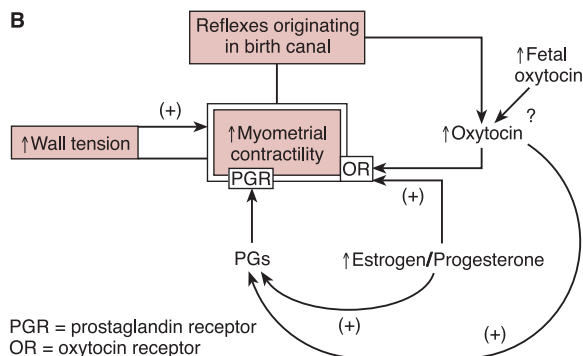 B
Reflexes originating
in birth canal
↑Fetal
oxytocin
(+)
?
↑Wall tension
↑Myometrial
contractility
↑Oxytocin
OR
PGR
(+)
PGs
↑Estrogen/Progesterone
(+)
(+)
PGR = prostaglandin receptor
OR = oxytocin receptor